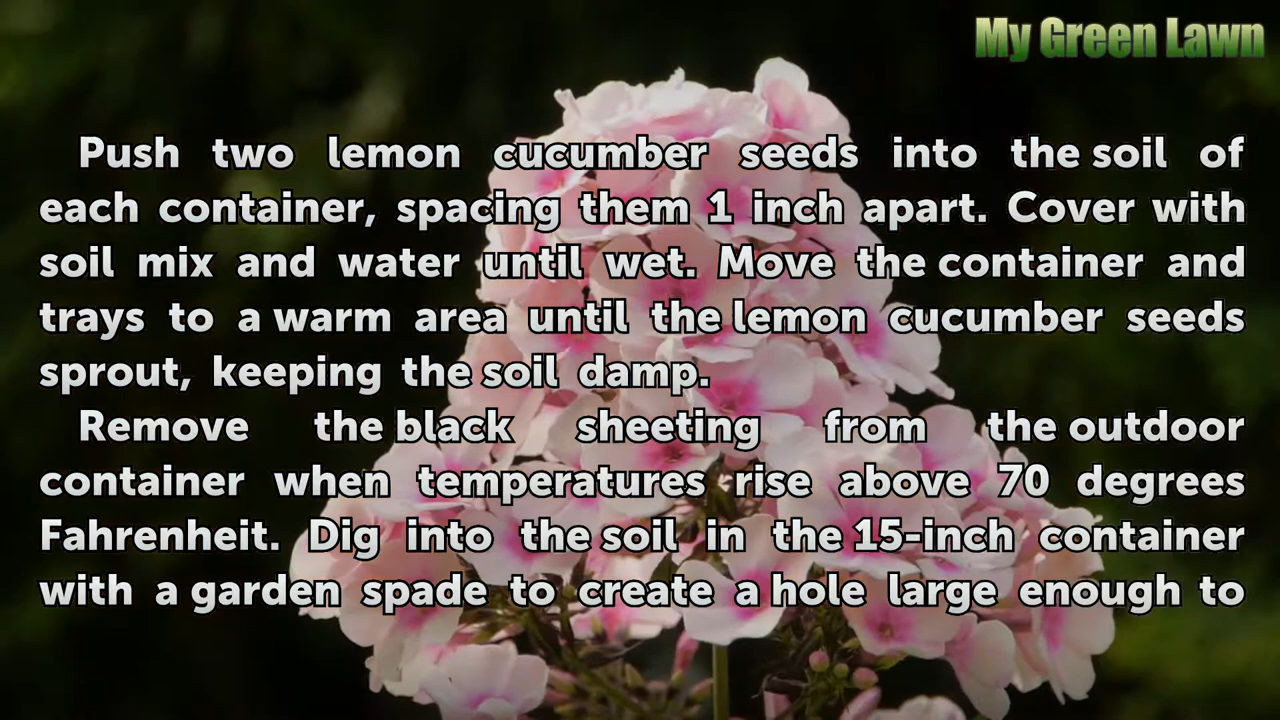 My Green Lawn
Push two lemon cucumber seeds into the soil of
each container, spacing them 1 inch apart. Cover with
soil mix and water until wet. Move the container and
trays to a warm area until the lemon cucumber seeds
sprout, keeping the soil damp.
Remove the black sheeting from the outdoor
container when temperatures rise above 70 degrees
Fahrenheit. Dig into the soil in the 15-inch container
with a garden spade to create a hole large enough to